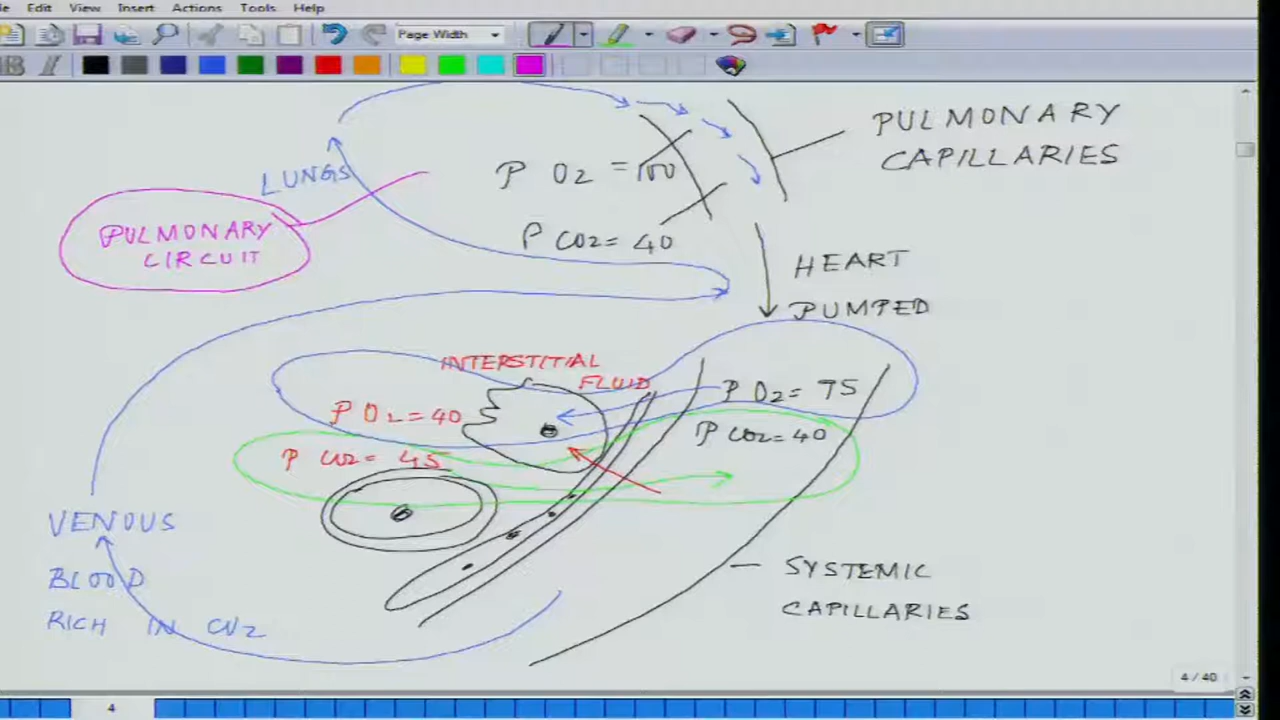 Edit View Insert Actions Tools Help
Page Width
B I
PULMONARY
CAPILLARIES
LUNGS
P O2 = 100
P CO2 = 40
PULMONARY
CIRCUIT
HEART
PUMPED
INTERSTITIAL
FLUID
P O2 = 95
P O2 = 40
P CO2 = 40
P CO2 = 45
VENOUS
BLOOD
RICH IN CO2
SYSTEMIC
CAPILLARIES
4 / 40
4